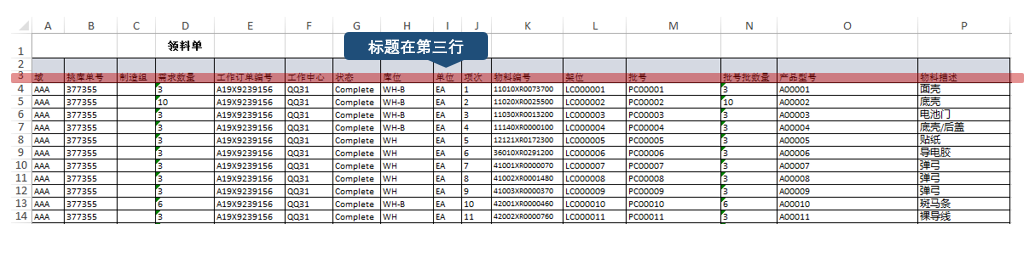 A B C D E F G H I J K L M N O P
1 领料单
标题在第三行
2
3 域 挑库单号 制造组 需求数量 工作订单编号 工作中心 状态 库位 单位 项次 物料编号 架位 批号 批号批数量 产品型号 物料描述
4 AAA 377355 3 A19X9239156 QQ31 Complete WH-B EA 1 11010XR0073700 LC000001 PC00001 3 A00001 面壳
5 AAA 377355 10 A19X9239156 QQ31 Complete WH-B EA 2 11020XR0025500 LC000002 PC00002 10 A00002 底壳
6 AAA 377355 3 A19X9239156 QQ31 Complete WH-B EA 3 11030XR0013200 LC000003 PC00003 3 A00003 电池门
7 AAA 377355 3 A19X9239156 QQ31 Complete WH-B EA 4 11140XR0000100 LC000004 PC00004 3 A00004 底壳/后盖
8 AAA 377355 3 A19X9239156 QQ31 Complete WH EA 5 12121XR0172300 LC000005 PC00005 3 A00005 贴纸
9 AAA 377355 3 A19X9239156 QQ31 Complete WH EA 6 36010XR0291200 LC000006 PC00006 3 A00006 导电胶
10 AAA 377355 3 A19X9239156 QQ31 Complete WH EA 7 41001XR0000070 LC000007 PC00007 3 A00007 弹弓
11 AAA 377355 3 A19X9239156 QQ31 Complete WH EA 8 41002XR0001480 LC000008 PC00008 3 A00008 弹弓
12 AAA 377355 3 A19X9239156 QQ31 Complete WH EA 9 41003XR0000370 LC000009 PC00009 3 A00009 弹弓
13 AAA 377355 6 A19X9239156 QQ31 Complete WH-B EA 10 42001XR0000460 LC000010 PC00010 6 A00010 斑马条
14 AAA 377355 3 A19X9239156 QQ31 Complete WH EA 11 42002XR0000760 LC000011 PC00011 3 A00011 裸导线